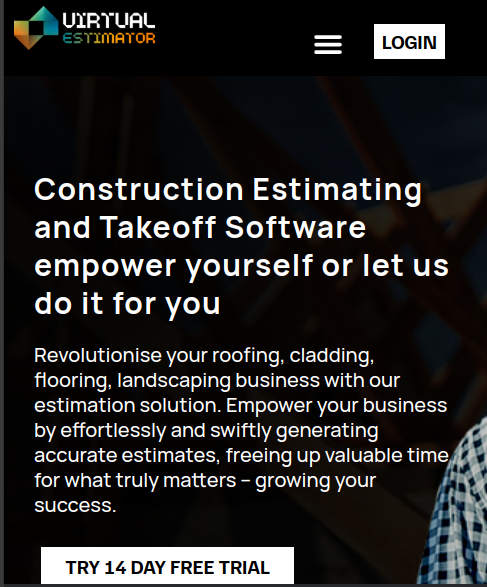 VIRTUAL
ESTIMATOR
LOGIN
Construction Estimating
and Takeoff Software
empower yourself or let us
do it for you
Revolutionise your roofing, cladding,
flooring, landscaping business with our
estimation solution. Empower your business
by effortlessly and swiftly generating
accurate estimates, freeing up valuable time
for what truly matters – growing your
success.
TRY 14 DAY FREE TRIAL